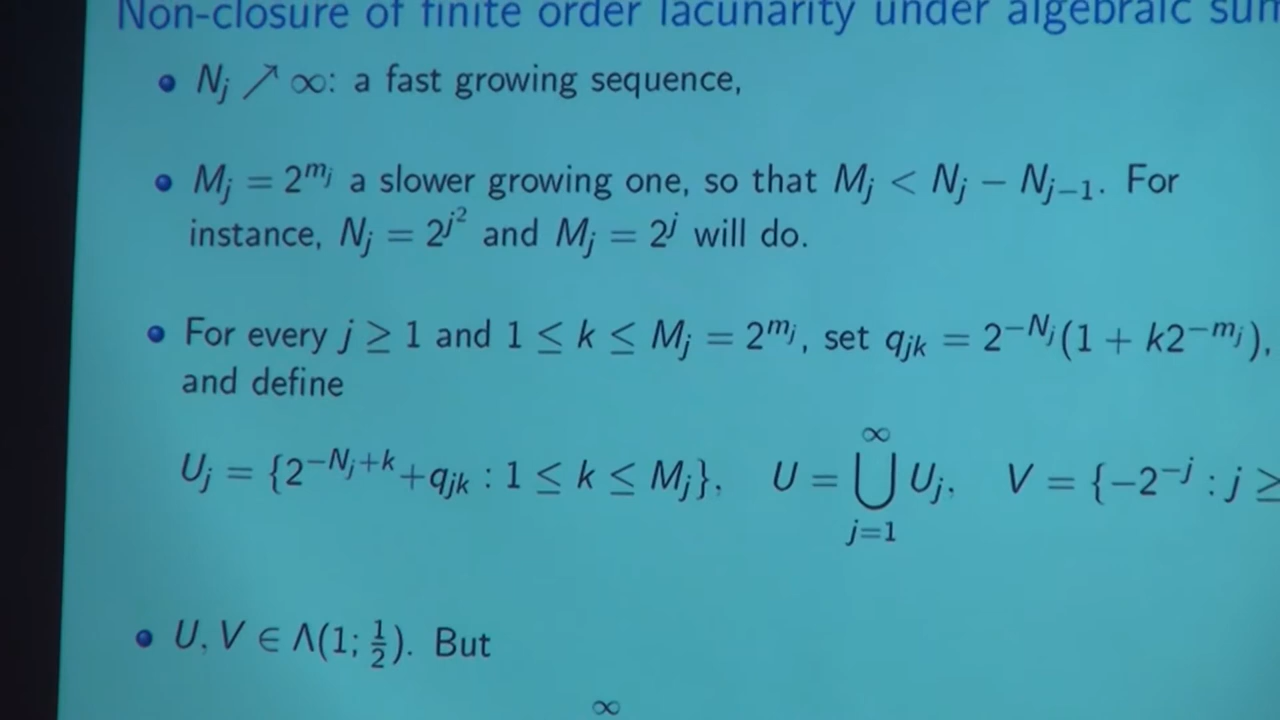 Non-closure of finite order lacunarity under algebraic
• N_j ↗ ∞: a fast growing sequence,
• M_j = 2^{m_j} a slower growing one, so that M_j < N_j − N_{j−1}. For
instance, N_j = 2^{j^2} and M_j = 2^j will do.
• For every j ≥ 1 and 1 ≤ k ≤ M_j = 2^{m_j}, set q_{jk} = 2^{−N_j}(1 + k2^{−m_j}),
and define
U_j = {2^{−N_j+k} + q_{jk} : 1 ≤ k ≤ M_j}, U = ⋃_{j=1}^{∞} U_j, V = {−2^{−j} : j ≥
• U, V ∈ Λ(1; 1/2). But
∞